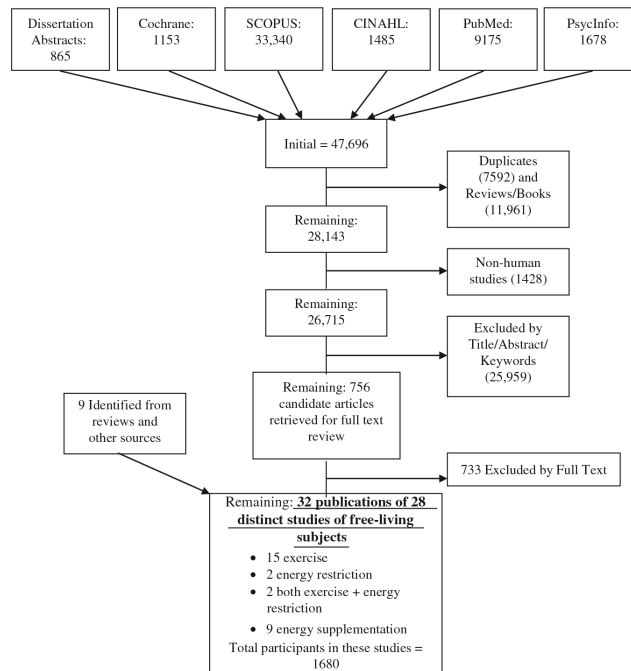 Dissertation
Abstracts:
865
Cochrane:
1153
SCOPUS:
33,340
CINAHL:
1485
PubMed:
9175
PsycInfo:
1678
Initial = 47,696
Duplicates
(7592) and
Reviews/Books
(11,961)
Remaining:
28,143
Non-human
studies (1428)
Remaining:
26,715
Excluded by
Title/Abstract/
Keywords
(25,959)
Remaining: 756
candidate articles
retrieved for full text
review
9 Identified from
reviews and
other sources
733 Excluded by Full Text
Remaining: 32 publications of 28
distinct studies of free-living
subjects
• 15 exercise
• 2 energy restriction
• 2 both exercise + energy
restriction
• 9 energy supplementation
Total participants in these studies =
1680